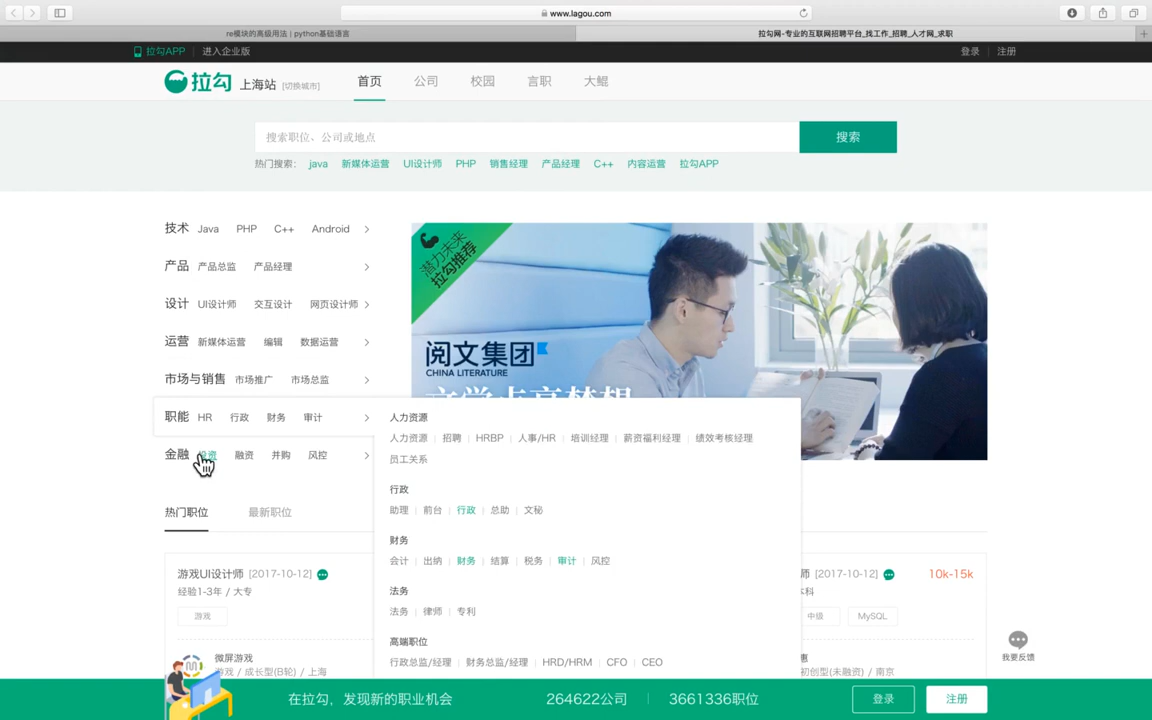 www.lagou.com
re模块的高级用法 | python基础语言
拉勾网-专业的互联网招聘平台_找工作_招聘_人才网_求职
拉勾APP 进入企业版 登录 注册
拉勾 上海站 [切换城市] 首页 公司 校园 言职 大鲲
搜索职位、公司或地点 搜索
热门搜索： java 新媒体运营 UI设计师 PHP 销售经理 产品经理 C++ 内容运营 拉勾APP
技术 Java PHP C++ Android
产品 产品总监 产品经理
设计 UI设计师 交互设计 网页设计师
运营 新媒体运营 编辑 数据运营
市场与销售 市场推广 市场总监
职能 HR 行政 财务 审计
金融 投资 融资 并购 风控
潜力未来
拉勾推荐
阅文集团
CHINA LITERATURE
人力资源
人力资源 招聘 HRBP 人事/HR 培训经理 薪资福利经理 绩效考核经理
员工关系
行政
助理 前台 行政 总助 文秘
财务
会计 出纳 财务 结算 税务 审计 风控
法务
法务 律师 专利
高端职位
行政总监/经理 财务总监/经理 HRD/HRM CFO CEO
热门职位 最新职位
游戏UI设计师 [2017-10-12]
经验1-3年 / 大专
游戏
微屏游戏
游戏 / 成长型(B轮) / 上海
师 [2017-10-12] 10k-15k
本科
中级 MySQL
惠
初创型(未融资) / 南京
我要反馈
在拉勾，发现新的职业机会 264622公司 3661336职位 登录 注册